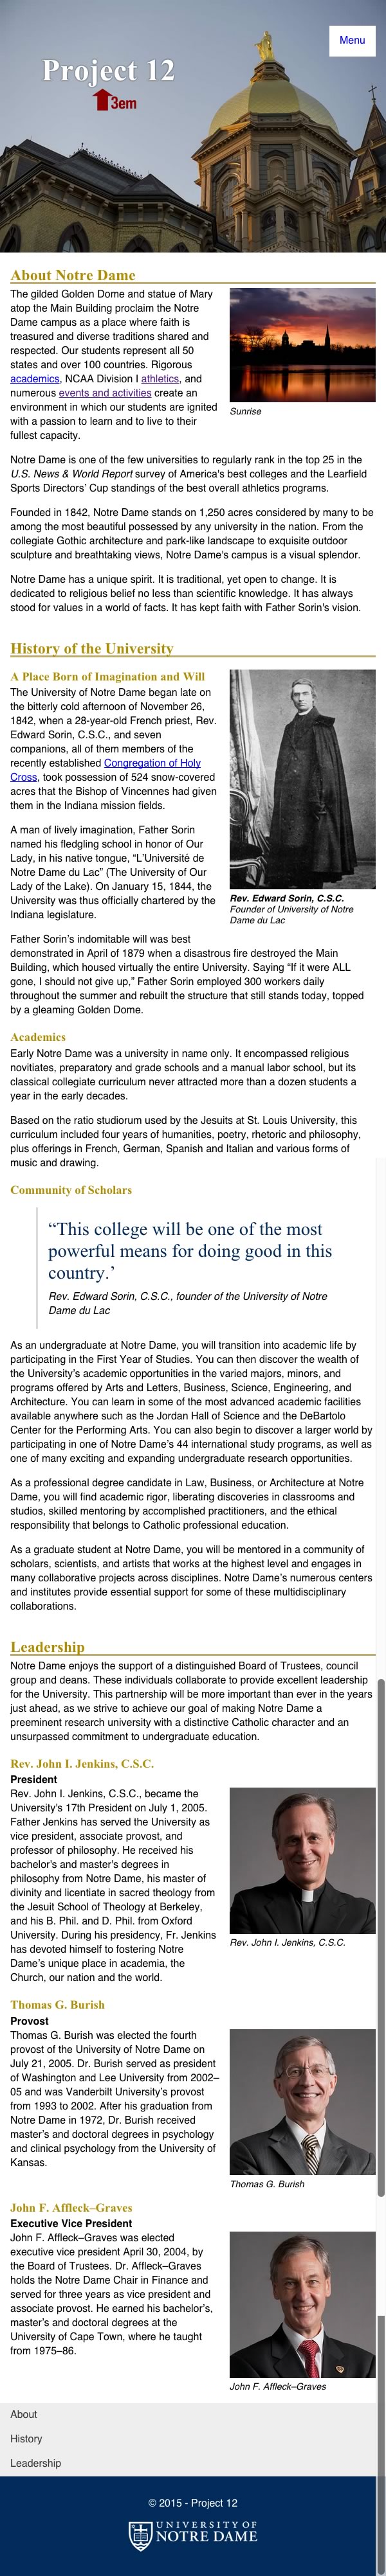 Menu
Project 12
3em
About Notre Dame
The gilded Golden Dome and statue of Mary
atop the Main Building proclaim the Notre
Dame campus as a place where faith is
treasured and diverse traditions shared and
respected. Our students represent all 50
states and over 100 countries. Rigorous
academics, NCAA Division I athletics, and
numerous events and activities create an
environment in which our students are ignited
with a passion to learn and to live to their
fullest capacity.
Sunrise
Notre Dame is one of the few universities to regularly rank in the top 25 in the
U.S. News & World Report survey of America's best colleges and the Learfield
Sports Directors' Cup standings of the best overall athletics programs.
Founded in 1842, Notre Dame stands on 1,250 acres considered by many to be
among the most beautiful possessed by any university in the nation. From the
collegiate Gothic architecture and park-like landscape to exquisite outdoor
sculpture and breathtaking views, Notre Dame's campus is a visual splendor.
Notre Dame has a unique spirit. It is traditional, yet open to change. It is
dedicated to religious belief no less than scientific knowledge. It has always
stood for values in a world of facts. It has kept faith with Father Sorin's vision.
History of the University
A Place Born of Imagination and Will
The University of Notre Dame began late on
the bitterly cold afternoon of November 26,
1842, when a 28-year-old French priest, Rev.
Edward Sorin, C.S.C., and seven
companions, all of them members of the
recently established Congregation of Holy
Cross, took possession of 524 snow-covered
acres that the Bishop of Vincennes had given
them in the Indiana mission fields.
A man of lively imagination, Father Sorin
named his fledgling school in honor of Our
Lady, in his native tongue, "L'Université de
Notre Dame du Lac" (The University of Our
Lady of the Lake). On January 15, 1844, the
University was thus officially chartered by the
Indiana legislature.
Rev. Edward Sorin, C.S.C.
Founder of University of Notre
Dame du Lac
Father Sorin's indomitable will was best
demonstrated in April of 1879 when a disastrous fire destroyed the Main
Building, which housed virtually the entire University. Saying "If it were ALL
gone, I should not give up," Father Sorin employed 300 workers daily
throughout the summer and rebuilt the structure that still stands today, topped
by a gleaming Golden Dome.
Academics
Early Notre Dame was a university in name only. It encompassed religious
novitiates, preparatory and grade schools and a manual labor school, but its
classical collegiate curriculum never attracted more than a dozen students a
year in the early decades.
Based on the ratio studiorum used by the Jesuits at St. Louis University, this
curriculum included four years of humanities, poetry, rhetoric and philosophy,
plus offerings in French, German, Spanish and Italian and various forms of
music and drawing.
Community of Scholars
“This college will be one of the most
powerful means for doing good in this
country.’
Rev. Edward Sorin, C.S.C., founder of the University of Notre
Dame du Lac
As an undergraduate at Notre Dame, you will transition into academic life by
participating in the First Year of Studies. You can then discover the wealth of
the University's academic opportunities in the varied majors, minors, and
programs offered by Arts and Letters, Business, Science, Engineering, and
Architecture. You can learn in some of the most advanced academic facilities
available anywhere such as the Jordan Hall of Science and the DeBartolo
Center for the Performing Arts. You can also begin to discover a larger world by
participating in one of Notre Dame's 44 international study programs, as well as
one of many exciting and expanding undergraduate research opportunities.
As a professional degree candidate in Law, Business, or Architecture at Notre
Dame, you will find academic rigor, liberating discoveries in classrooms and
studios, skilled mentoring by accomplished practitioners, and the ethical
responsibility that belongs to Catholic professional education.
As a graduate student at Notre Dame, you will be mentored in a community of
scholars, scientists, and artists that works at the highest level and engages in
many collaborative projects across disciplines. Notre Dame's numerous centers
and institutes provide essential support for some of these multidisciplinary
collaborations.
Leadership
Notre Dame enjoys the support of a distinguished Board of Trustees, council
group and deans. These individuals collaborate to provide excellent leadership
for the University. This partnership will be more important than ever in the years
just ahead, as we strive to achieve our goal of making Notre Dame a
preeminent research university with a distinctive Catholic character and an
unsurpassed commitment to undergraduate education.
Rev. John I. Jenkins, C.S.C.
President
Rev. John I. Jenkins, C.S.C., became the
University's 17th President on July 1, 2005.
Father Jenkins has served the University as
vice president, associate provost, and
professor of philosophy. He received his
bachelor's and master's degrees in
philosophy from Notre Dame, his master of
divinity and licentiate in sacred theology from
the Jesuit School of Theology at Berkeley,
and his B. Phil. and D. Phil. from Oxford
University. During his presidency, Fr. Jenkins
has devoted himself to fostering Notre
Dame's unique place in academia, the
Church, our nation and the world.
Rev. John I. Jenkins, C.S.C.
Thomas G. Burish
Provost
Thomas G. Burish was elected the fourth
provost of the University of Notre Dame on
July 21, 2005. Dr. Burish served as president
of Washington and Lee University from 2002–
05 and was Vanderbilt University's provost
from 1993 to 2002. After his graduation from
Notre Dame in 1972, Dr. Burish received
master's and doctoral degrees in psychology
and clinical psychology from the University of
Kansas.
Thomas G. Burish
John F. Affleck–Graves
Executive Vice President
John F. Affleck–Graves was elected
executive vice president April 30, 2004, by
the Board of Trustees. Dr. Affleck–Graves
holds the Notre Dame Chair in Finance and
served for three years as vice president and
associate provost. He earned his bachelor's,
master's and doctoral degrees at the
University of Cape Town, where he taught
from 1975–86.
John F. Affleck–Graves
About
History
Leadership
© 2015 - Project 12
UNIVERSITY OF
NOTRE DAME